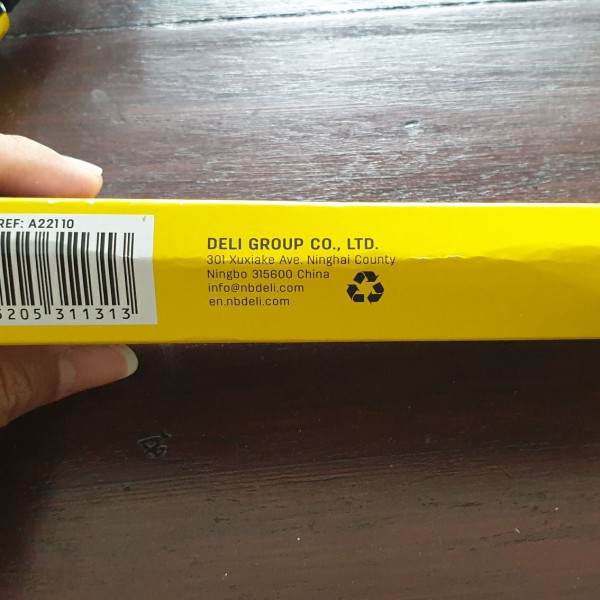 REF: A22110
5205 311313
DELI GROUP CO., LTD.
301 Xuxiake Ave. Ninghai County
Ningbo 315600 China
info@nbdeli.com
en.nbdeli.com